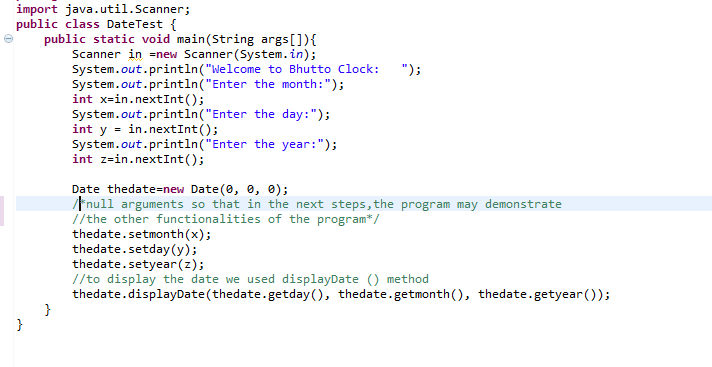 import java.util.Scanner;
public class DateTest {
public static void main(String args[]){
Scanner in =new Scanner(System.in);
System.out.println("Welcome to Bhutto Clock:   ");
System.out.println("Enter the month:");
int x=in.nextInt();
System.out.println("Enter the day:");
int y = in.nextInt();
System.out.println("Enter the year:");
int z=in.nextInt();
Date thedate=new Date(0, 0, 0);
/*null arguments so that in the next steps,the program may demonstrate
//the other functionalities of the program*/
thedate.setmonth(x);
thedate.setday(y);
thedate.setyear(z);
//to display the date we used displayDate () method
thedate.displayDate(thedate.getday(), thedate.getmonth(), thedate.getyear());
}
}